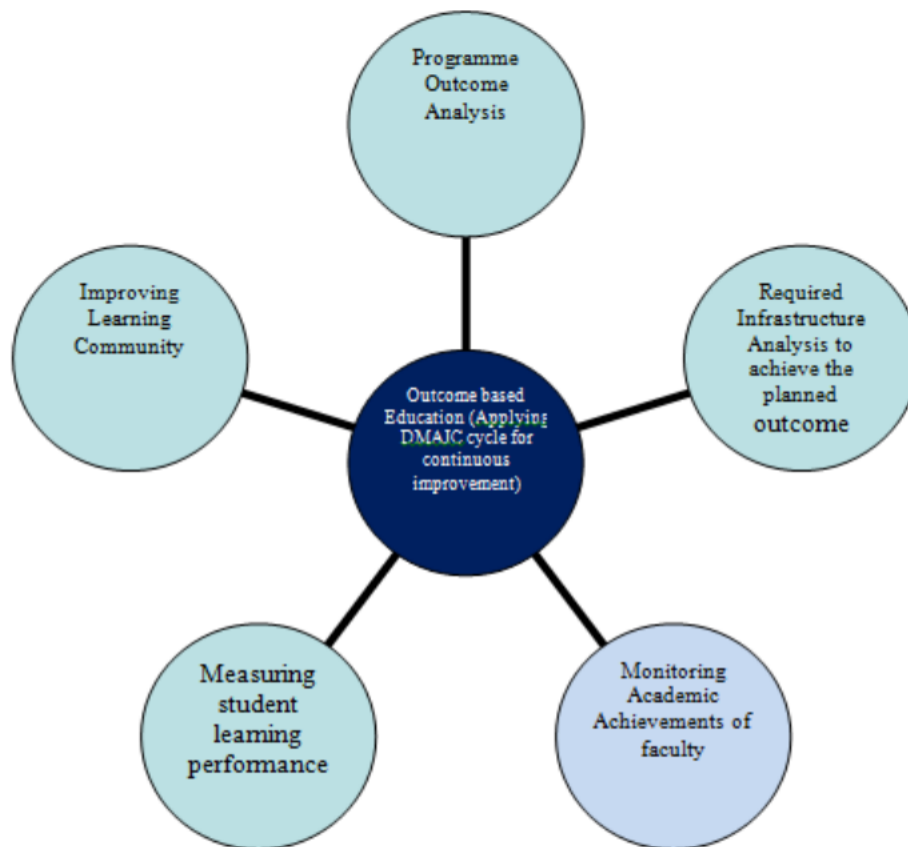 Programme
Outcome
Analysis
Improving
Learning
Community
Required
Infrastructure
Analysis to
achieve the
planned
outcome
Outcome based
Education (Applying
DMAIC cycle for
continuous
improvement)
Measuring
student
learning
performance
Monitoring
Academic
Achievements of
faculty